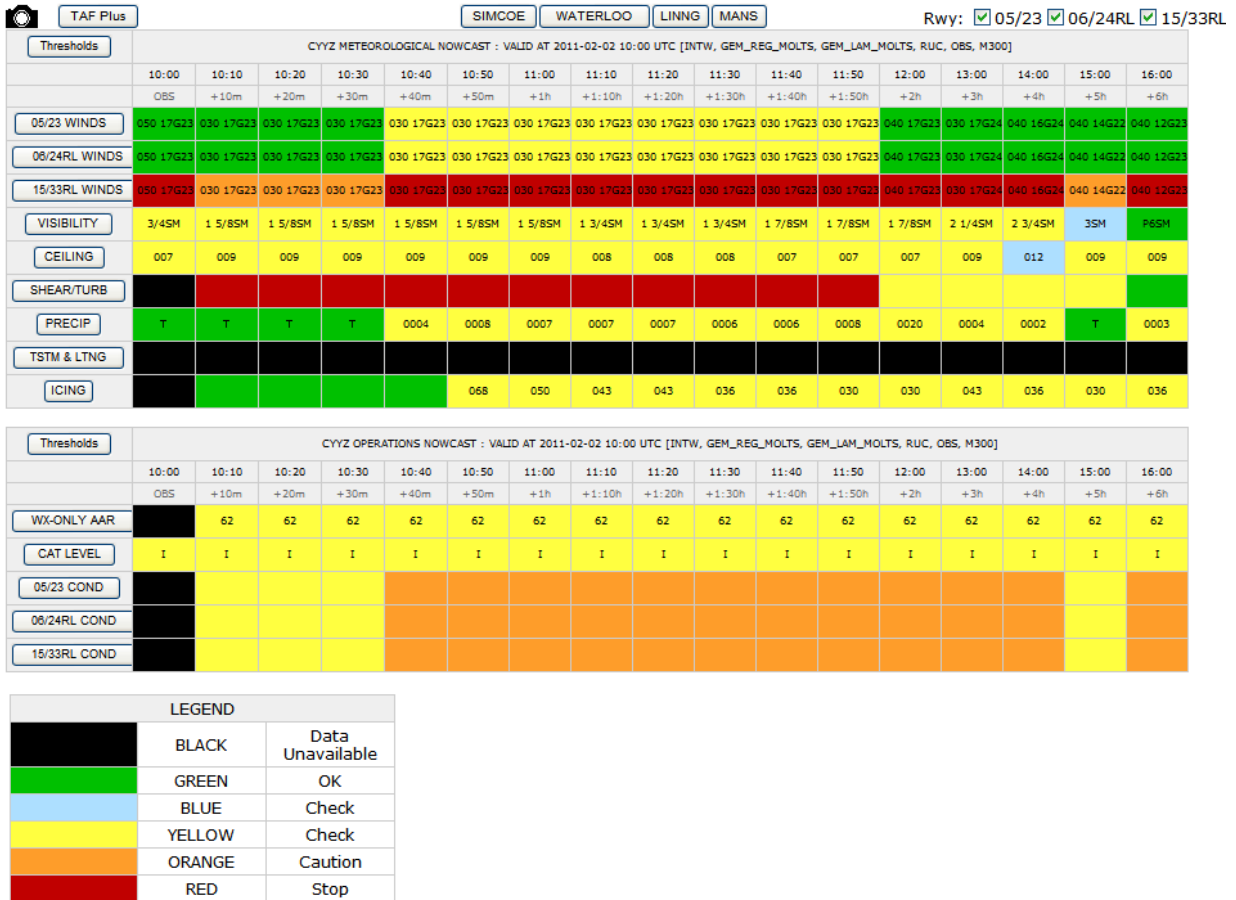 TAF Plus SIMCOE WATERLOO LINNG MANS Rwy: 05/23 06/24RL 15/33RL
Thresholds CYYZ METEOROLOGICAL NOWCAST : VALID AT 2011-02-02 10:00 UTC [INTW, GEM_REG_MOLTS, GEM_LAM_MOLTS, RUC, OBS, M300]
10:00 10:10 10:20 10:30 10:40 10:50 11:00 11:10 11:20 11:30 11:40 11:50 12:00 13:00 14:00 15:00 16:00
OBS +10m +20m +30m +40m +50m +1h +1:10h +1:20h +1:30h +1:40h +1:50h +2h +3h +4h +5h +6h
05/23 WINDS 050 17G23 030 17G23 030 17G23 030 17G23 030 17G23 030 17G23 030 17G23 030 17G23 030 17G23 030 17G23 030 17G23 030 17G23 040 17G23 030 17G24 040 16G24 040 14G22 040 12G23
06/24RL WINDS 050 17G23 030 17G23 030 17G23 030 17G23 030 17G23 030 17G23 030 17G23 030 17G23 030 17G23 030 17G23 030 17G23 030 17G23 040 17G23 030 17G24 040 16G24 040 14G22 040 12G23
15/33RL WINDS 050 17G23 030 17G23 030 17G23 030 17G23 030 17G23 030 17G23 030 17G23 030 17G23 030 17G23 030 17G23 030 17G23 030 17G23 040 17G23 030 17G24 040 16G24 040 14G22 040 12G23
VISIBILITY 3/4SM 1 5/8SM 1 5/8SM 1 5/8SM 1 5/8SM 1 5/8SM 1 5/8SM 1 3/4SM 1 3/4SM 1 3/4SM 1 7/8SM 1 7/8SM 1 7/8SM 2 1/4SM 2 3/4SM 3SM P6SM
CEILING 007 009 009 009 009 009 009 008 008 008 007 007 007 009 012 009 009
SHEAR/TURB
PRECIP T T T T 0004 0008 0007 0007 0007 0006 0006 0008 0020 0004 0002 T 0003
TSTM & LTNG
ICING 068 050 043 043 036 036 030 030 043 036 030 036
Thresholds CYYZ OPERATIONS NOWCAST : VALID AT 2011-02-02 10:00 UTC [INTW, GEM_REG_MOLTS, GEM_LAM_MOLTS, RUC, OBS, M300]
10:00 10:10 10:20 10:30 10:40 10:50 11:00 11:10 11:20 11:30 11:40 11:50 12:00 13:00 14:00 15:00 16:00
OBS +10m +20m +30m +40m +50m +1h +1:10h +1:20h +1:30h +1:40h +1:50h +2h +3h +4h +5h +6h
WX-ONLY AAR 62 62 62 62 62 62 62 62 62 62 62 62 62 62 62 62
CAT LEVEL I I I I I I I I I I I I I I I I I
05/23 COND
06/24RL COND
15/33RL COND
LEGEND
BLACK Data Unavailable
GREEN OK
BLUE Check
YELLOW Check
ORANGE Caution
RED Stop